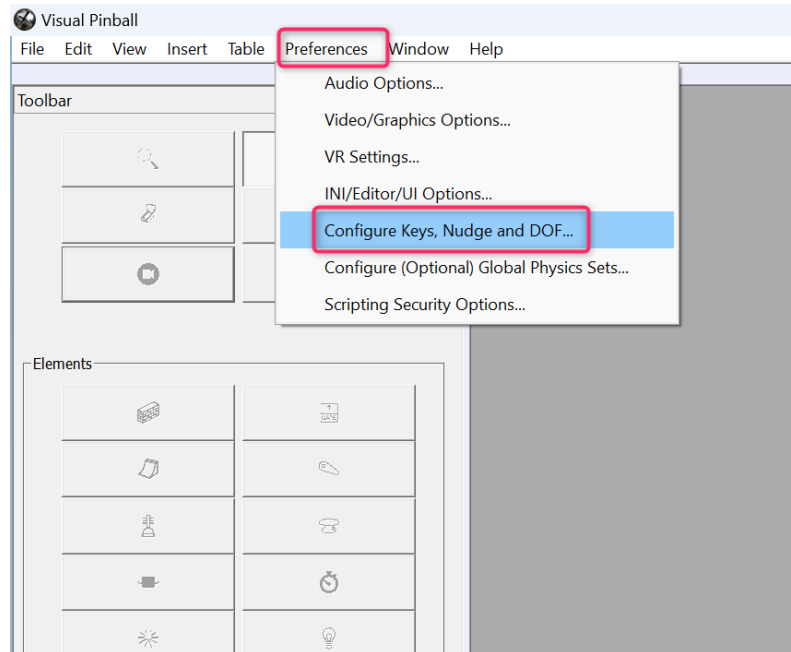 Visual Pinball
File Edit View Insert Table Preferences Window Help
Audio Options...
Toolbar
Video/Graphics Options...
VR Settings...
INI/Editor/UI Options...
Configure Keys, Nudge and DOF...
Configure (Optional) Global Physics Sets...
Scripting Security Options...
Elements
GATE